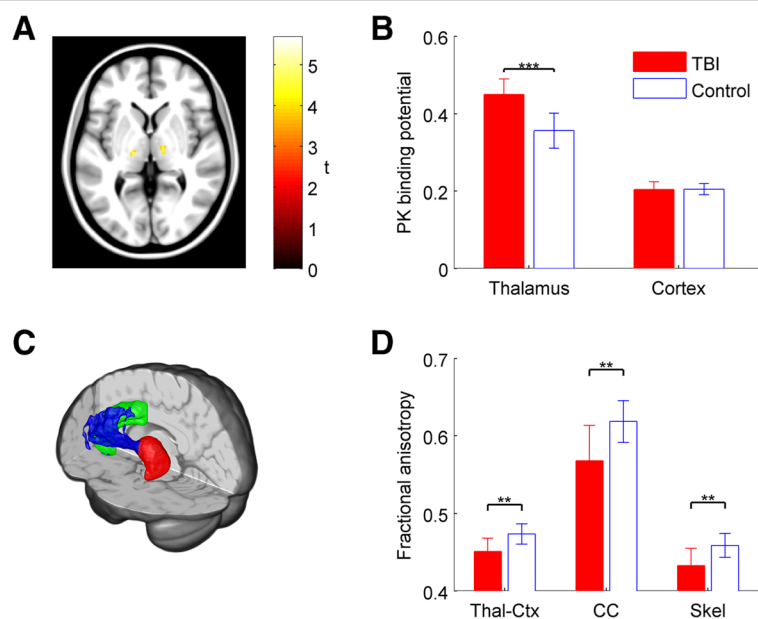 A
5
4
3
2
1
0
t
B
PK binding potential
0.6
0.4
0.2
0
***
TBI
Control
Thalamus
Cortex
C
D
Fractional anisotropy
0.7
0.6
0.5
0.4
**
**
**
Thal-Ctx
CC
Skel